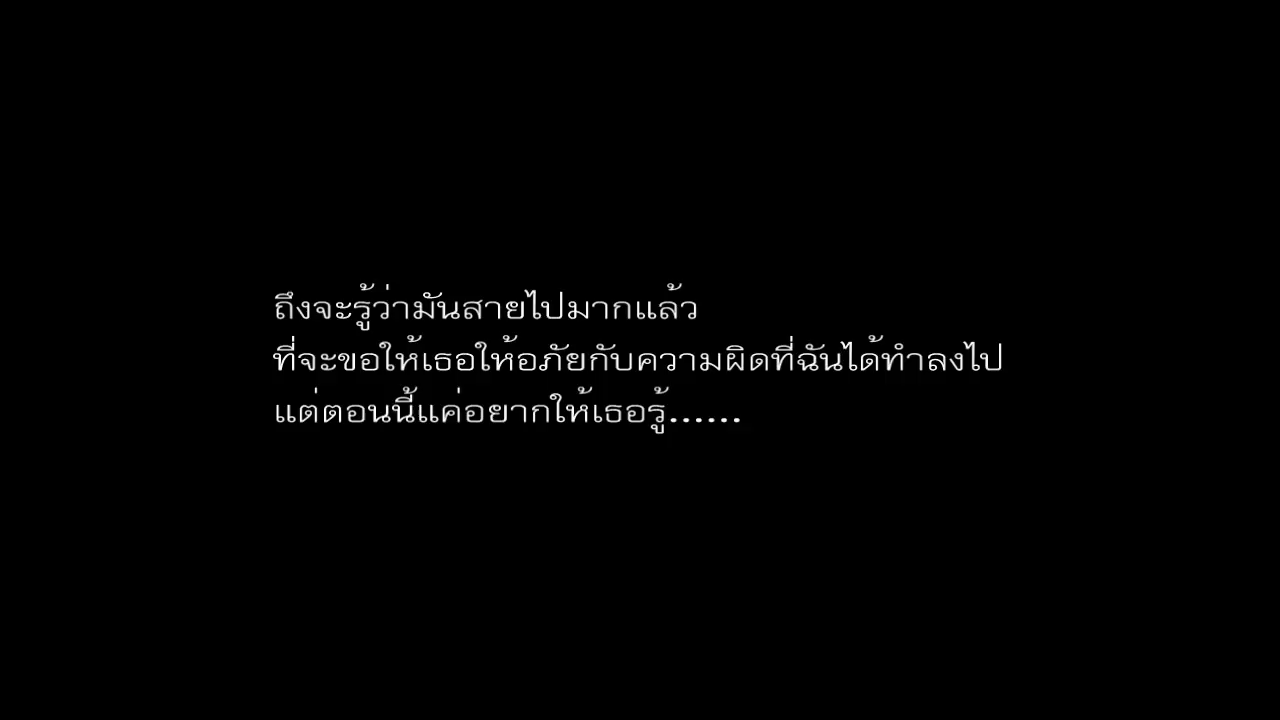 ถึงจะรู้ว่ามันสายไปมากแล้ว
ที่จะขอให้เธอให้อภัยกับความผิดที่ฉันได้ทำลงไป
แต่ตอนนี้แค่อยากให้เธอรู้......